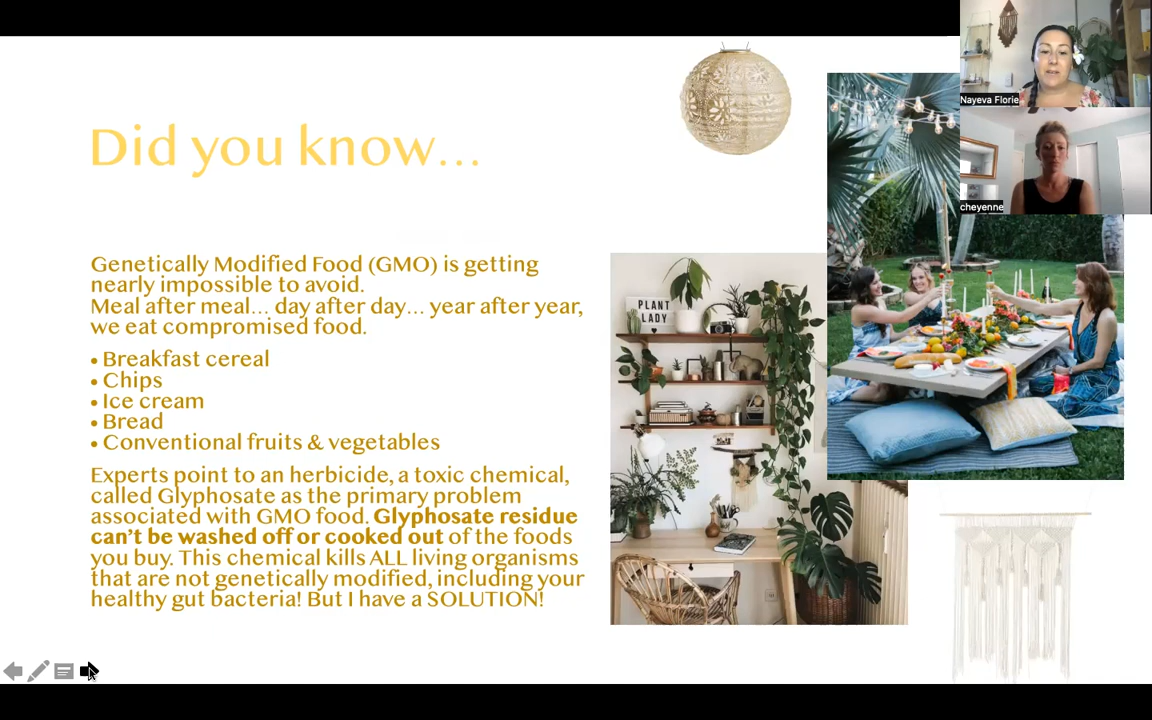 Did you know...
Genetically Modified Food (GMO) is getting
nearly impossible to avoid.
Meal after meal... day after day... year after year,
we eat compromised food.
• Breakfast cereal
• Chips
• Ice cream
• Bread
• Conventional fruits & vegetables
Experts point to an herbicide, a toxic chemical,
called Glyphosate as the primary problem
associated with GMO food. Glyphosate residue
can't be washed off or cooked out of the foods
you buy. This chemical kills ALL living organisms
that are not genetically modified, including your
healthy gut bacteria! But I have a SOLUTION!
PLANT
LADY
Nayeva Florie
cheyenne